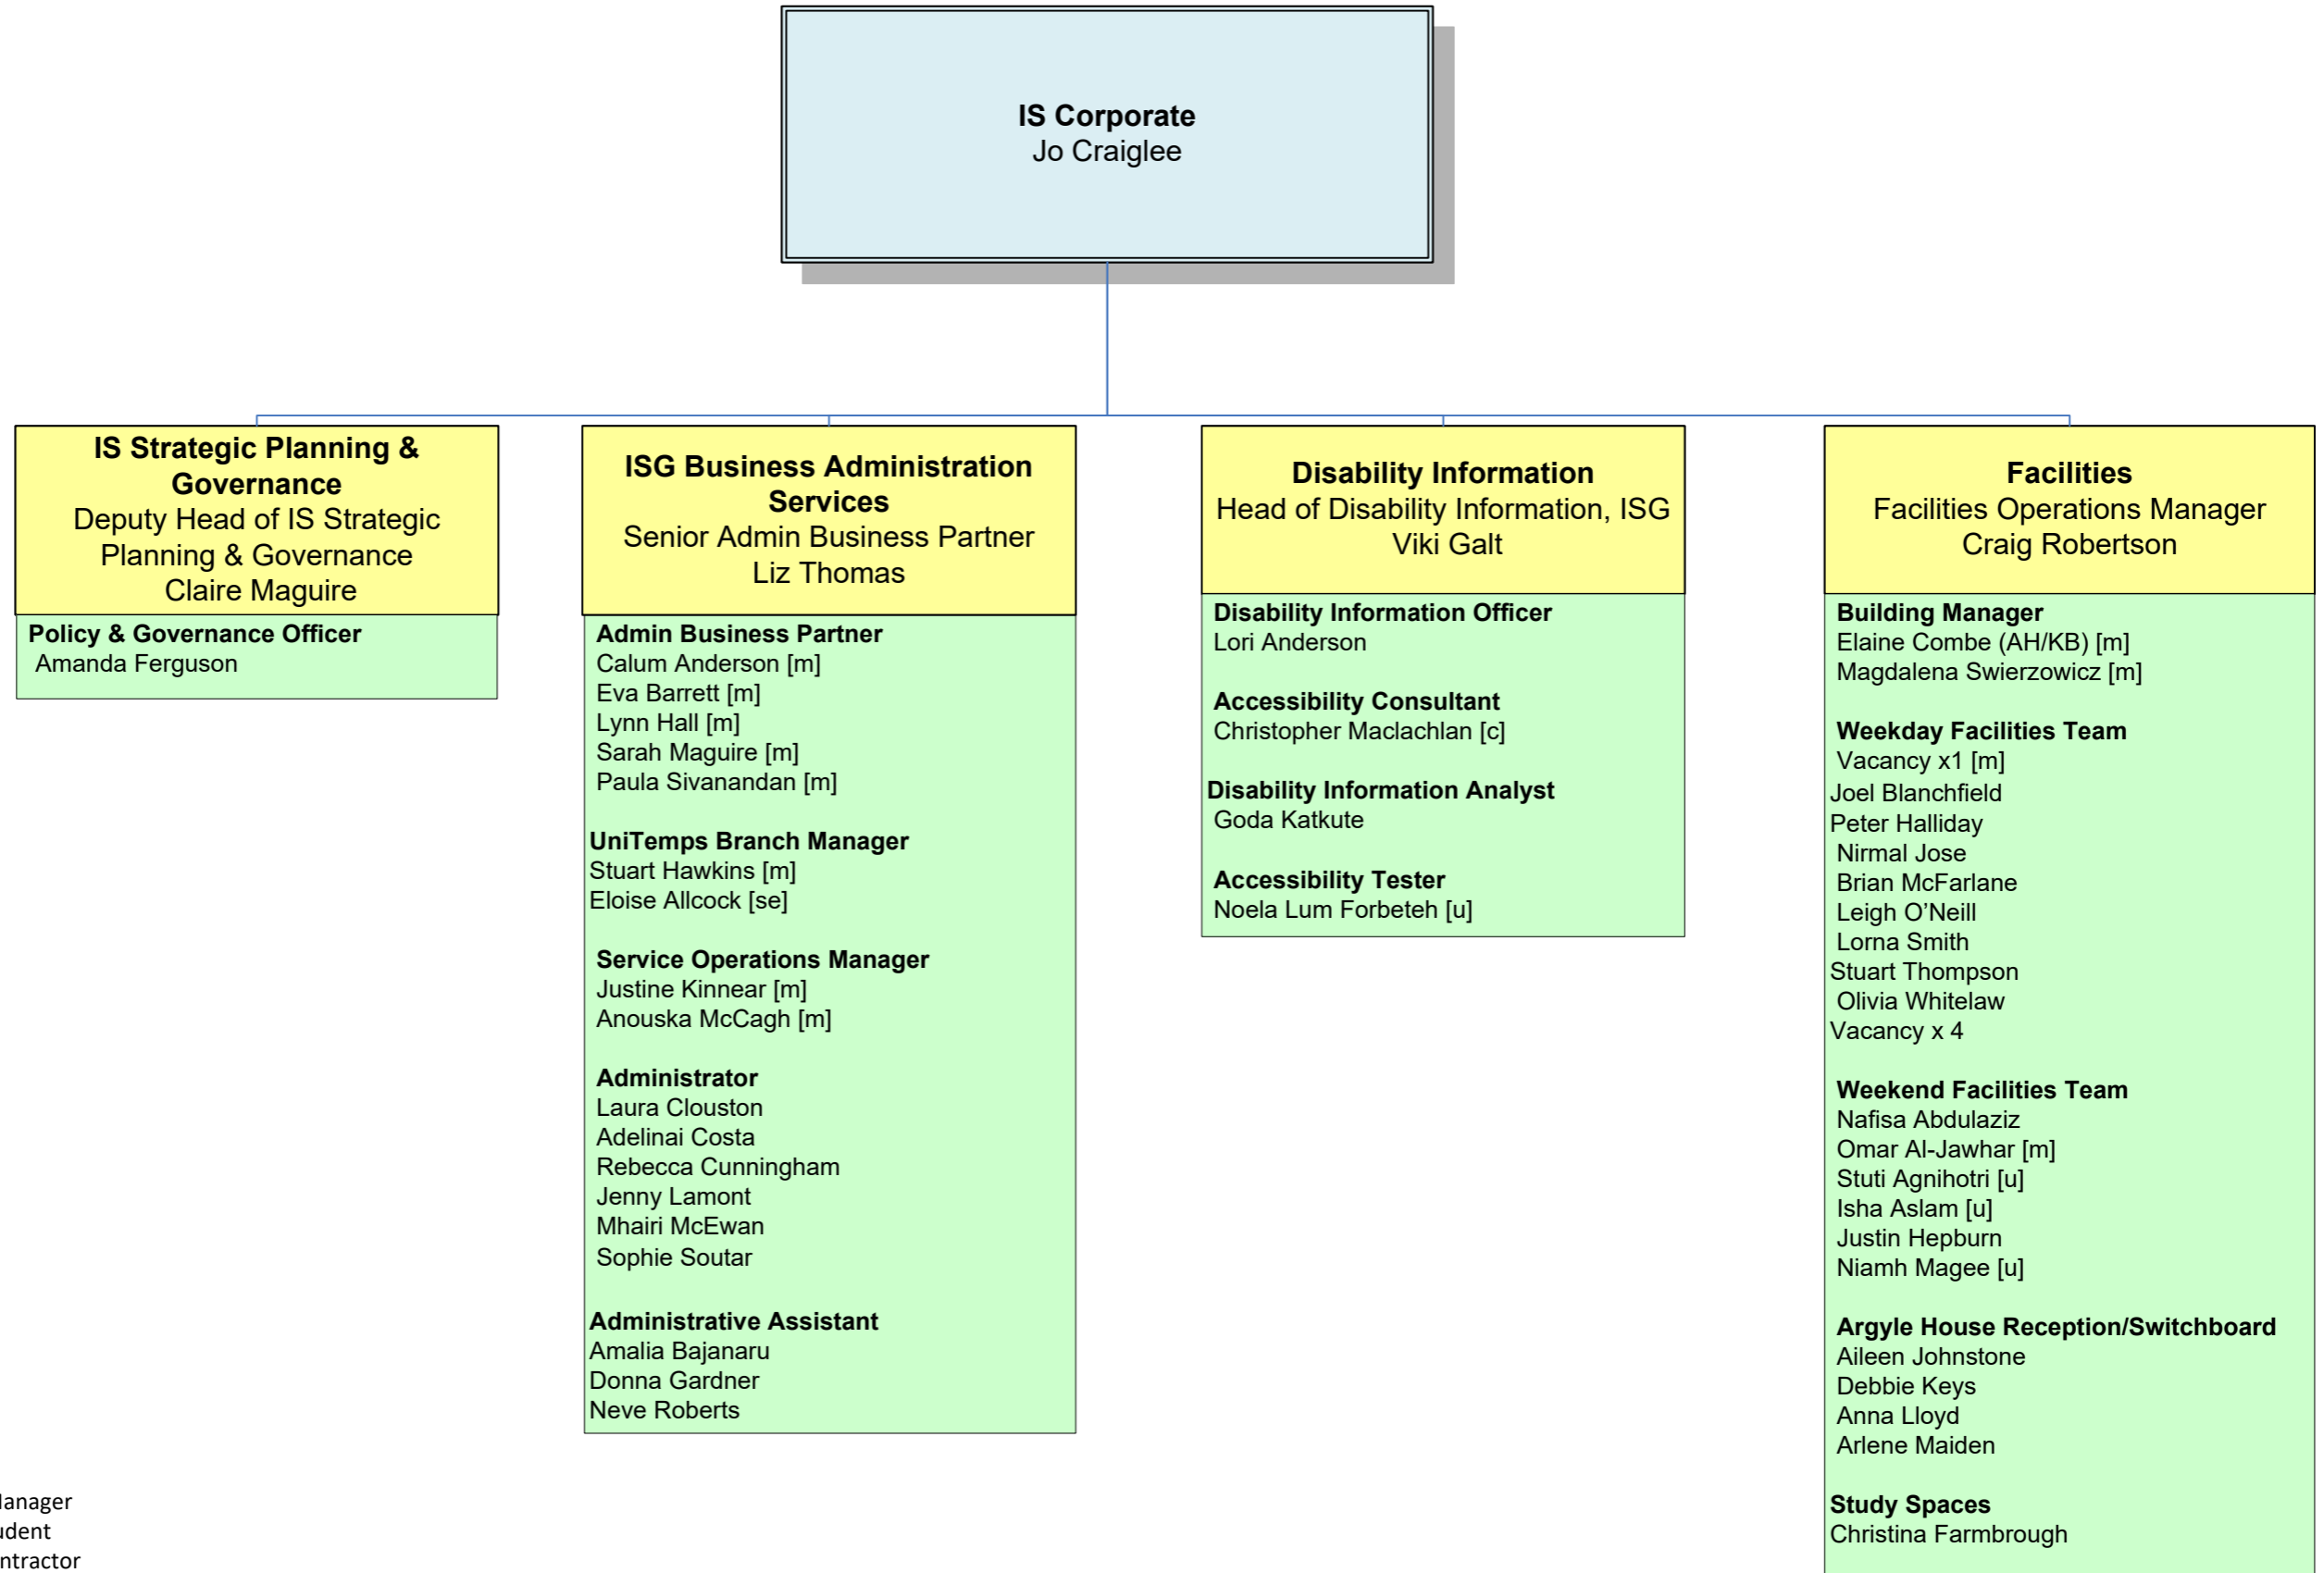 IS Corporate
Jo Craiglee
IS Strategic Planning &
Governance
Deputy Head of IS Strategic
Planning & Governance
Claire Maguire
Policy & Governance Officer
Amanda Ferguson
ISG Business Administration
Services
Senior Admin Business Partner
Liz Thomas
Admin Business Partner
Calum Anderson [m]
Eva Barrett [m]
Lynn Hall [m]
Sarah Maguire [m]
Paula Sivanandan [m]
UniTemps Branch Manager
Stuart Hawkins [m]
Eloise Allcock [se]
Service Operations Manager
Justine Kinnear [m]
Anouska McCagh [m]
Administrator
Laura Clouston
Adelinai Costa
Rebecca Cunningham
Jenny Lamont
Mhairi McEwan
Sophie Soutar
Administrative Assistant
Amalia Bajanaru
Donna Gardner
Neve Roberts
Disability Information
Head of Disability Information, ISG
Viki Galt
Disability Information Officer
Lori Anderson
Accessibility Consultant
Christopher Maclachlan [c]
Disability Information Analyst
Goda Katkute
Accessibility Tester
Noela Lum Forbeteh [u]
Facilities
Facilities Operations Manager
Craig Robertson
Building Manager
Elaine Combe (AH/KB) [m]
Magdalena Swierzowicz [m]
Weekday Facilities Team
Vacancy x1 [m]
Joel Blanchfield
Peter Halliday
Nirmal Jose
Brian McFarlane
Leigh O’Neill
Lorna Smith
Stuart Thompson
Olivia Whitelaw
Vacancy x 4
Weekend Facilities Team
Nafisa Abdulaziz
Omar Al-Jawhar [m]
Stuti Agnihotri [u]
Isha Aslam [u]
Justin Hepburn
Niamh Magee [u]
Argyle House Reception/Switchboard
Aileen Johnstone
Debbie Keys
Anna Lloyd
Arlene Maiden
Study Spaces
Christina Farmbrough